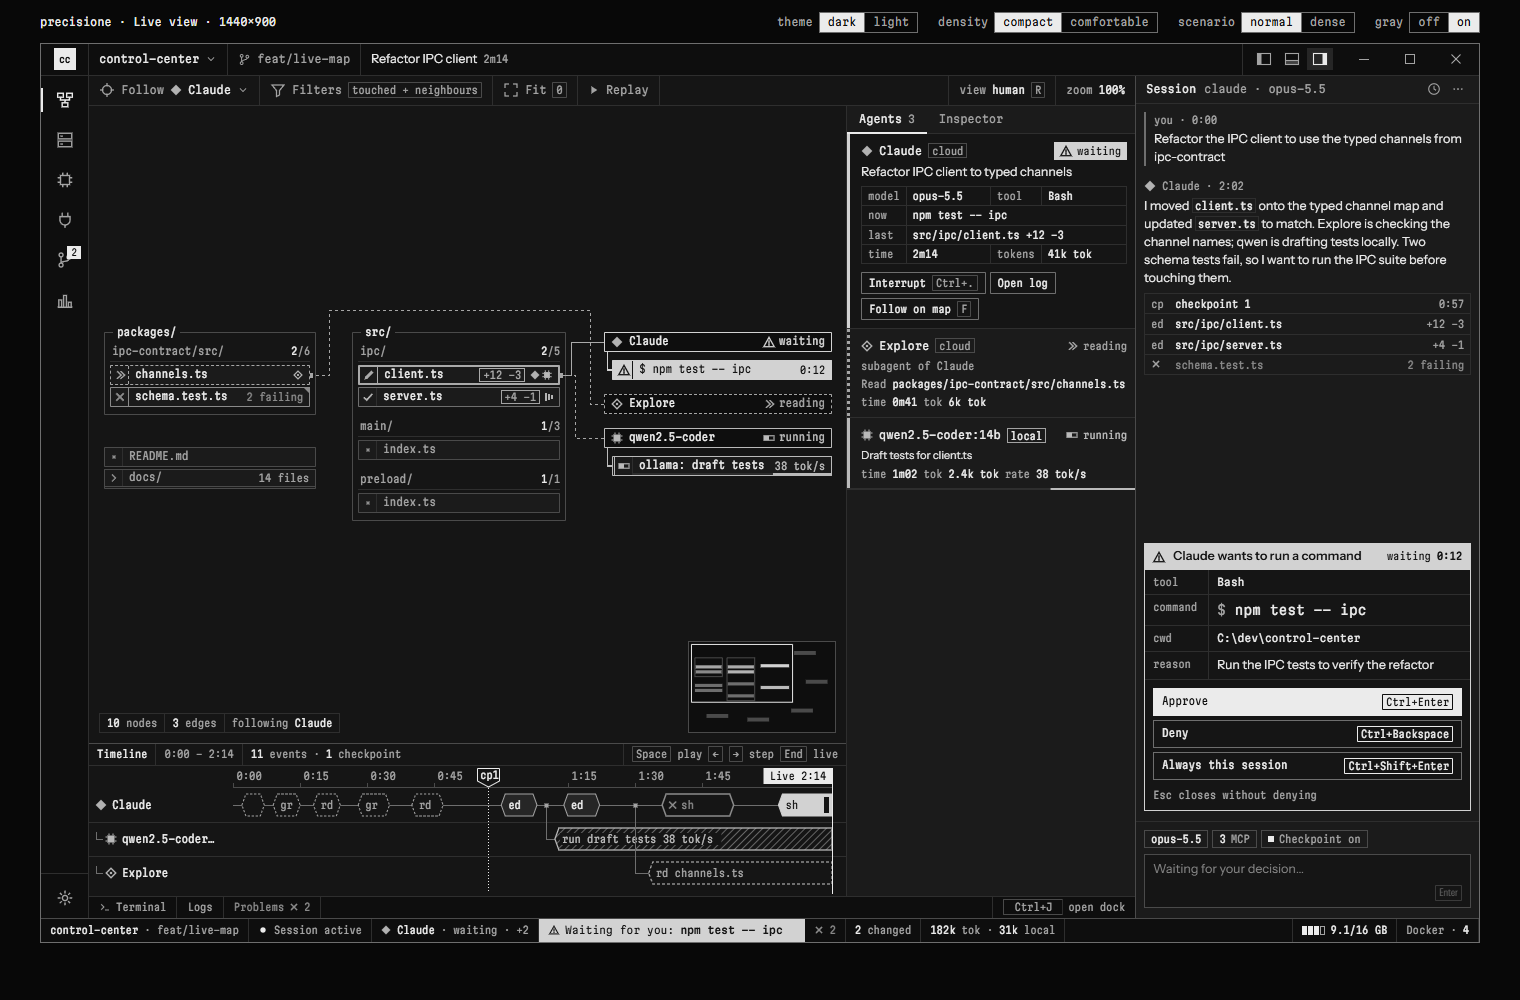 precisione · Live view · 1440×900
theme dark light density compact comfortable scenario normal dense gray off on
cc control-center feat/live-map Refactor IPC client 2m14
Follow Claude Filters touched + neighbours Fit 0 Replay view human R zoom 100%
Session claude · opus-5.5
Agents 3 Inspector
Claude cloud waiting
Refactor IPC client to typed channels
model opus-5.5 tool Bash
now npm test -- ipc
last src/ipc/client.ts +12 -3
time 2m14 tokens 41k tok
Interrupt Ctrl+. Open log
Follow on map F
Explore cloud reading
subagent of Claude
Read packages/ipc-contract/src/channels.ts
time 0m41 tok 6k tok
qwen2.5-coder:14b local running
Draft tests for client.ts
time 1m02 tok 2.4k tok rate 38 tok/s
2
packages/
ipc-contract/src/ 2/6
channels.ts
schema.test.ts 2 failing
README.md
docs/ 14 files
src/
ipc/ 2/5
client.ts +12 -3
server.ts +4 -1
main/ 1/3
index.ts
preload/ 1/1
index.ts
Claude waiting
$ npm test -- ipc 0:12
Explore reading
qwen2.5-coder running
ollama: draft tests 38 tok/s
10 nodes 3 edges following Claude
you · 0:00
Refactor the IPC client to use the typed channels from
ipc-contract
Claude · 2:02
I moved client.ts onto the typed channel map and
updated server.ts to match. Explore is checking the
channel names; qwen is drafting tests locally. Two
schema tests fail, so I want to run the IPC suite before
touching them.
cp checkpoint 1 0:57
ed src/ipc/client.ts +12 -3
ed src/ipc/server.ts +4 -1
schema.test.ts 2 failing
Claude wants to run a command waiting 0:12
tool Bash
command $ npm test -- ipc
cwd C:\dev\control-center
reason Run the IPC tests to verify the refactor
Approve Ctrl+Enter
Deny Ctrl+Backspace
Always this session Ctrl+Shift+Enter
Esc closes without denying
opus-5.5 3 MCP Checkpoint on
Waiting for your decision…
Enter
Timeline 0:00 – 2:14 11 events · 1 checkpoint Space play ← → step End live
0:00 0:15 0:30 0:45 cp1 1:15 1:30 1:45 Live 2:14
Claude gr rd gr rd ed ed sh sh
qwen2.5-coder… run draft tests 38 tok/s
Explore rd channels.ts
Terminal Logs Problems 2 Ctrl+J open dock
control-center · feat/live-map Session active Claude · waiting · +2 Waiting for you: npm test -- ipc 2 2 changed 182k tok · 31k local 9.1/16 GB Docker · 4